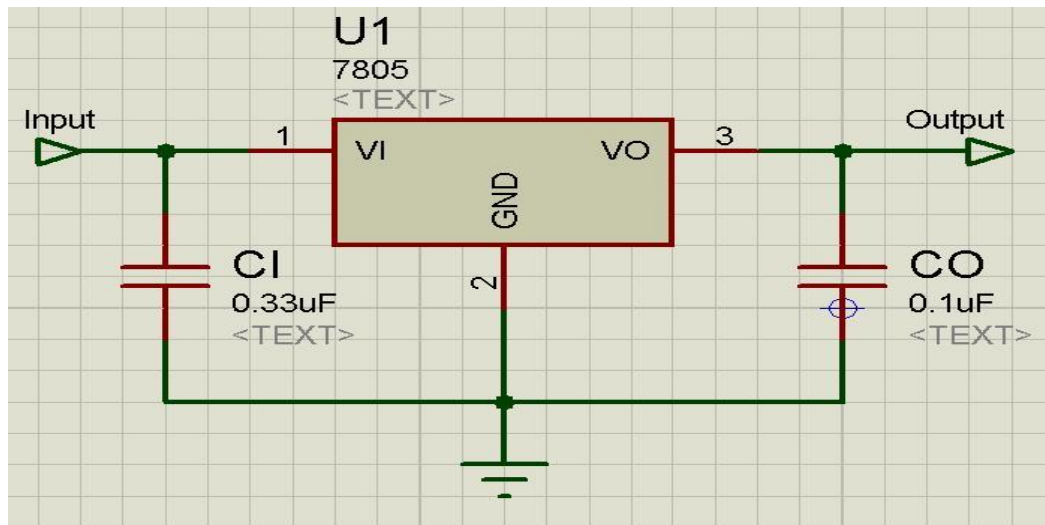 U1
7805
<TEXT>
Input
1
VI
VO
3
Output
GND
2
CI
0.33uF
<TEXT>
CO
0.1uF
<TEXT>